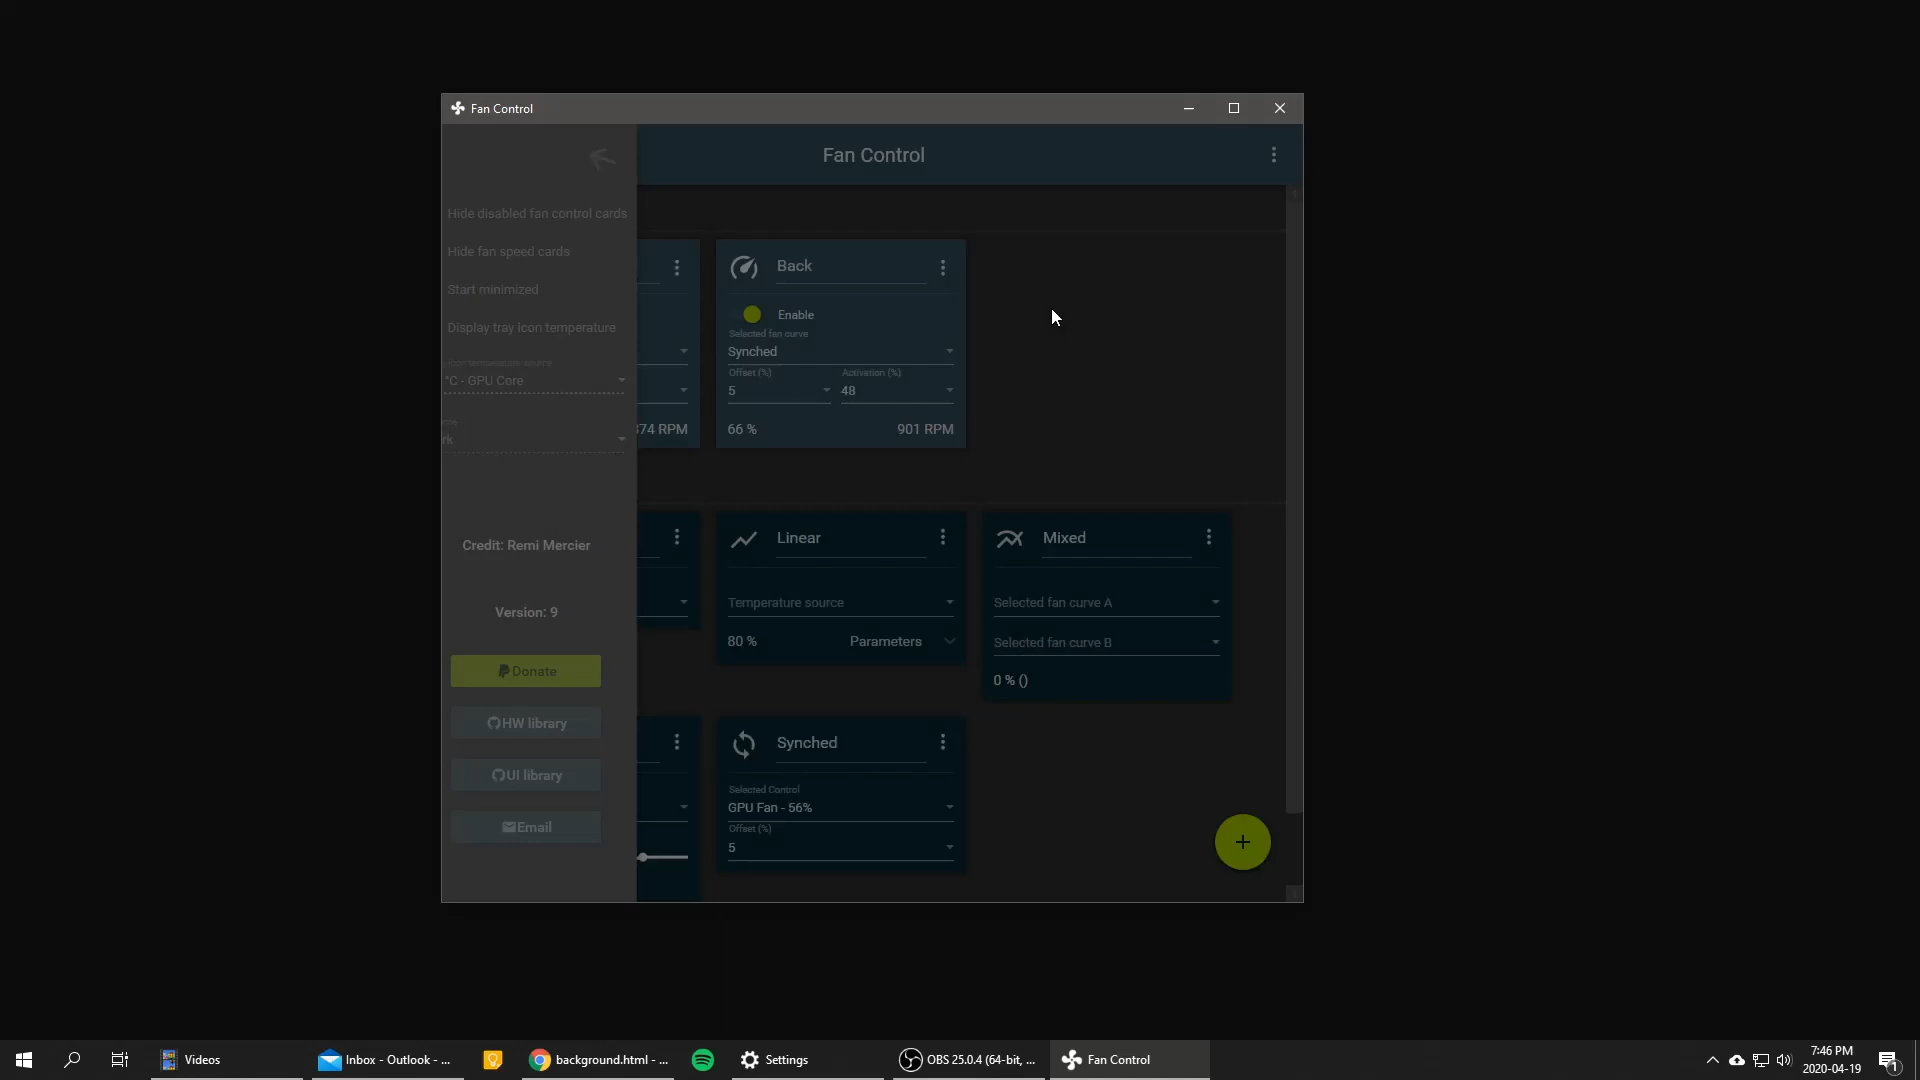 Fan Control
Fan Control
Hide disabled fan control cards
Hide fan speed cards
Start minimized
Display tray icon temperature
°C - GPU Core
Credit: Remi Mercier
Version: 9
Donate
HW library
UI library
Email
RPM
Back
Enable
Selected fan curve
Synched
Offset (%)
Activation (%)
5
48
66 %
901 RPM
Linear
Temperature source
80 %
Parameters
Mixed
Selected fan curve A
Selected fan curve B
0 % ()
Synched
Selected Control
GPU Fan - 56%
Offset (%)
5
Videos
Inbox - Outlook - ...
background.html - ...
Settings
OBS 25.0.4 (64-bit, ...
Fan Control
7:46 PM
2020-04-19
1